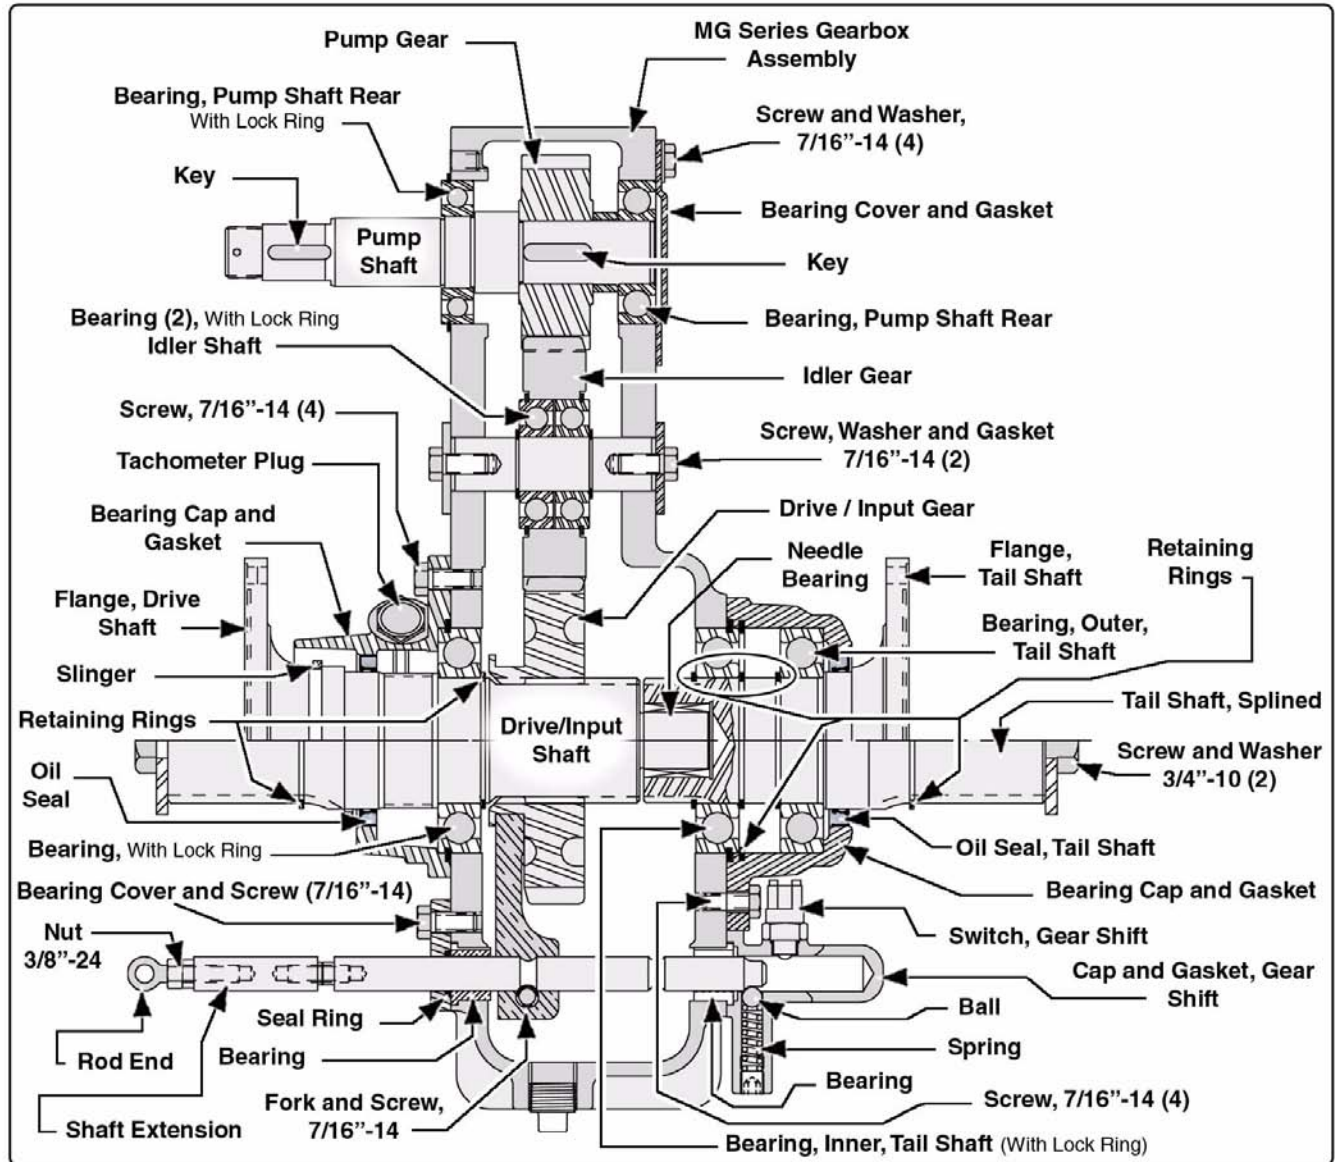 Pump Gear
MG Series Gearbox
Assembly
Bearing, Pump Shaft Rear
With Lock Ring
Screw and Washer,
7/16”-14 (4)
Key
Bearing Cover and Gasket
Pump
Shaft
Key
Bearing (2), With Lock Ring
Idler Shaft
Bearing, Pump Shaft Rear
Idler Gear
Screw, 7/16”-14 (4)
Screw, Washer and Gasket
7/16”-14 (2)
Tachometer Plug
Bearing Cap and
Gasket
Drive / Input Gear
Needle
Bearing
Flange,
Tail Shaft
Retaining
Rings
Flange, Drive
Shaft
Bearing, Outer,
Tail Shaft
Slinger
Retaining Rings
Drive/Input
Shaft
Tail Shaft, Splined
Oil
Seal
Screw and Washer
3/4”-10 (2)
Bearing, With Lock Ring
Oil Seal, Tail Shaft
Bearing Cover and Screw (7/16”-14)
Bearing Cap and Gasket
Nut
3/8”-24
Switch, Gear Shift
Cap and Gasket, Gear
Shift
Seal Ring
Ball
Rod End
Bearing
Spring
Bearing
Fork and Screw,
7/16”-14
Screw, 7/16”-14 (4)
Shaft Extension
Bearing, Inner, Tail Shaft (With Lock Ring)